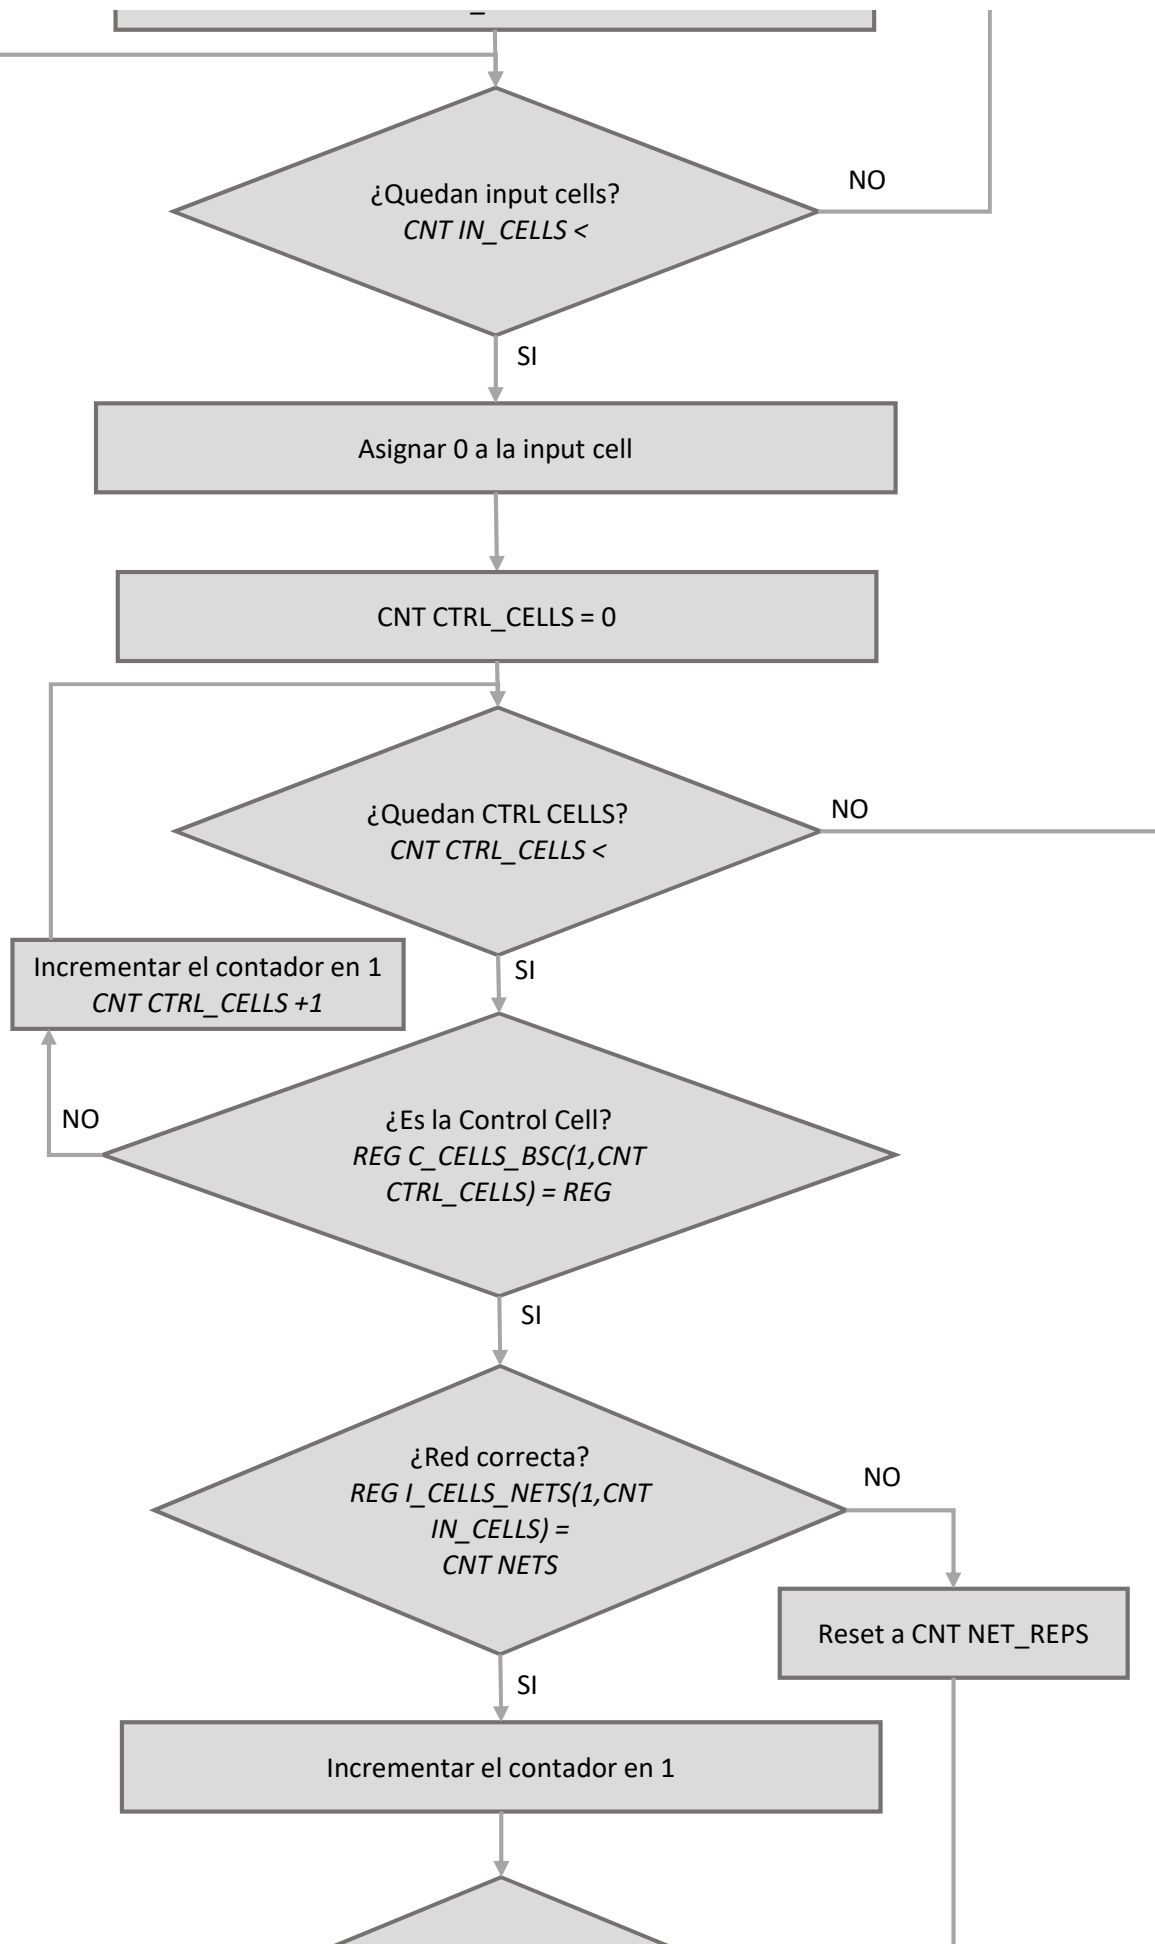 ¿Quedan input cells?
CNT IN_CELLS <
NO
SI
Asignar 0 a la input cell
CNT CTRL_CELLS = 0
¿Quedan CTRL CELLS?
CNT CTRL_CELLS <
NO
SI
Incrementar el contador en 1
CNT CTRL_CELLS +1
NO
¿Es la Control Cell?
REG C_CELLS_BSC(1,CNT
CTRL_CELLS) = REG
SI
¿Red correcta?
REG I_CELLS_NETS(1,CNT
IN_CELLS) =
CNT NETS
NO
Reset a CNT NET_REPS
SI
Incrementar el contador en 1